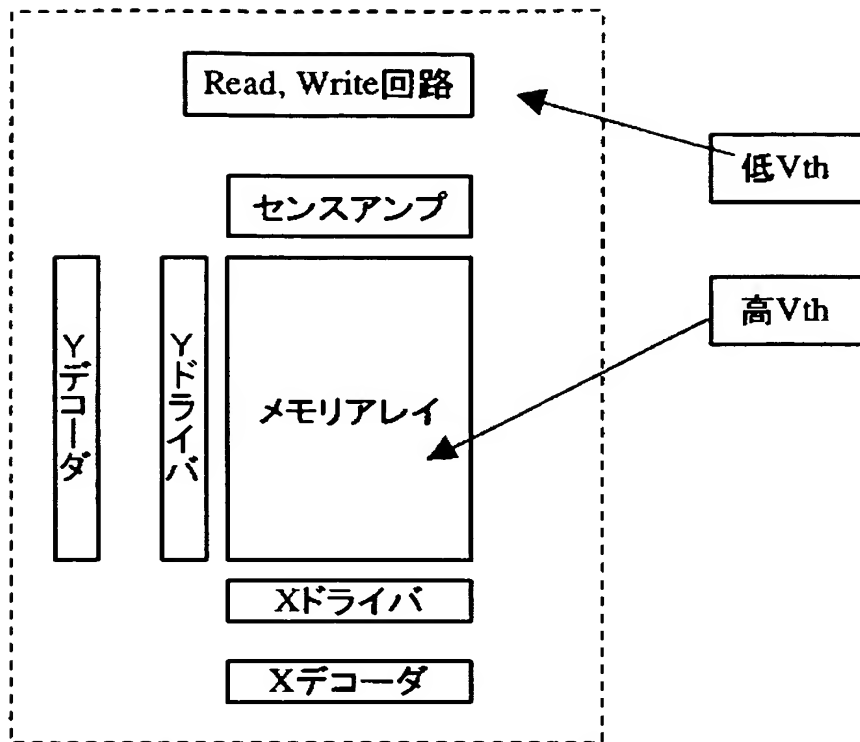 Read, Write回路
低Vth
センスアンプ
高Vth
Yデコーダ
Yドライバ
メモリアレイ
Xドライバ
Xデコーダ